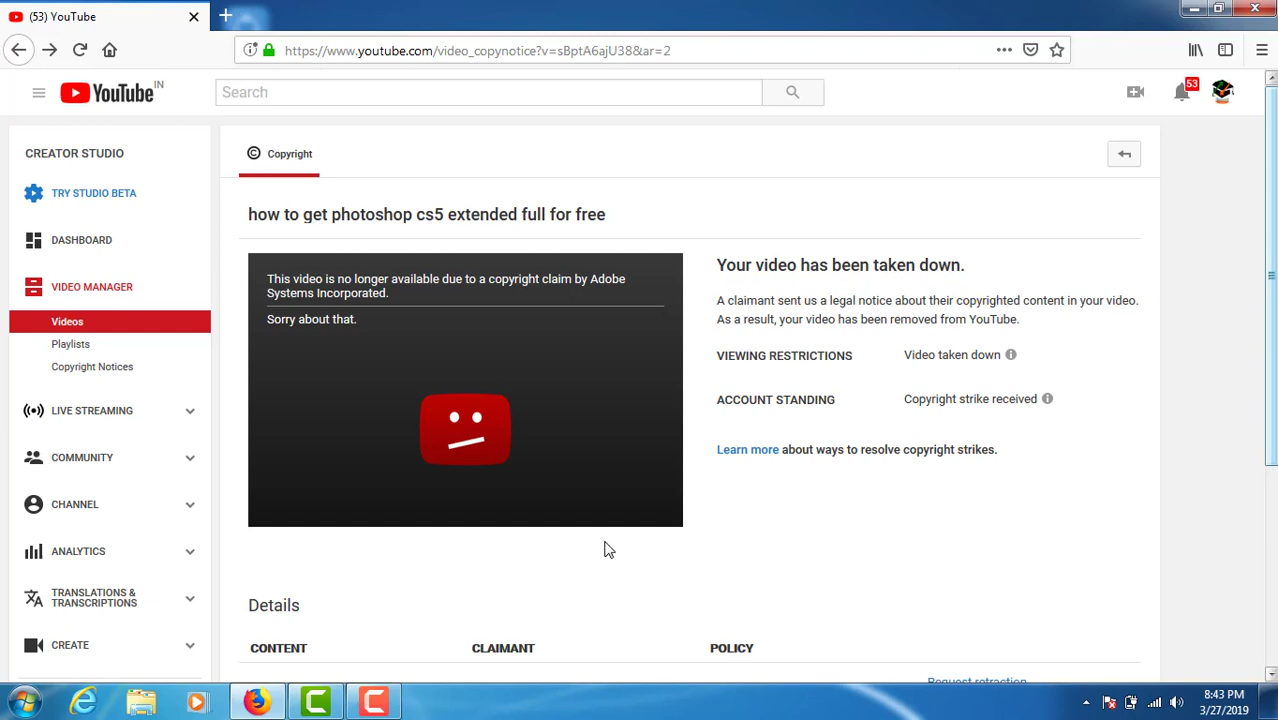 (53) YouTube
https://www.youtube.com/video_copynotice?v=sBptA6ajU38&ar=2
YouTube IN
Search
53
CREATOR STUDIO
TRY STUDIO BETA
DASHBOARD
VIDEO MANAGER
Videos
Playlists
Copyright Notices
LIVE STREAMING
COMMUNITY
CHANNEL
ANALYTICS
TRANSLATIONS &
TRANSCRIPTIONS
CREATE
Copyright
how to get photoshop cs5 extended full for free
This video is no longer available due to a copyright claim by Adobe
Systems Incorporated.
Sorry about that.
Your video has been taken down.
A claimant sent us a legal notice about their copyrighted content in your video.
As a result, your video has been removed from YouTube.
VIEWING RESTRICTIONS Video taken down
ACCOUNT STANDING Copyright strike received
Learn more about ways to resolve copyright strikes.
Details
CONTENT CLAIMANT POLICY
Request retraction
8:43 PM
3/27/2019